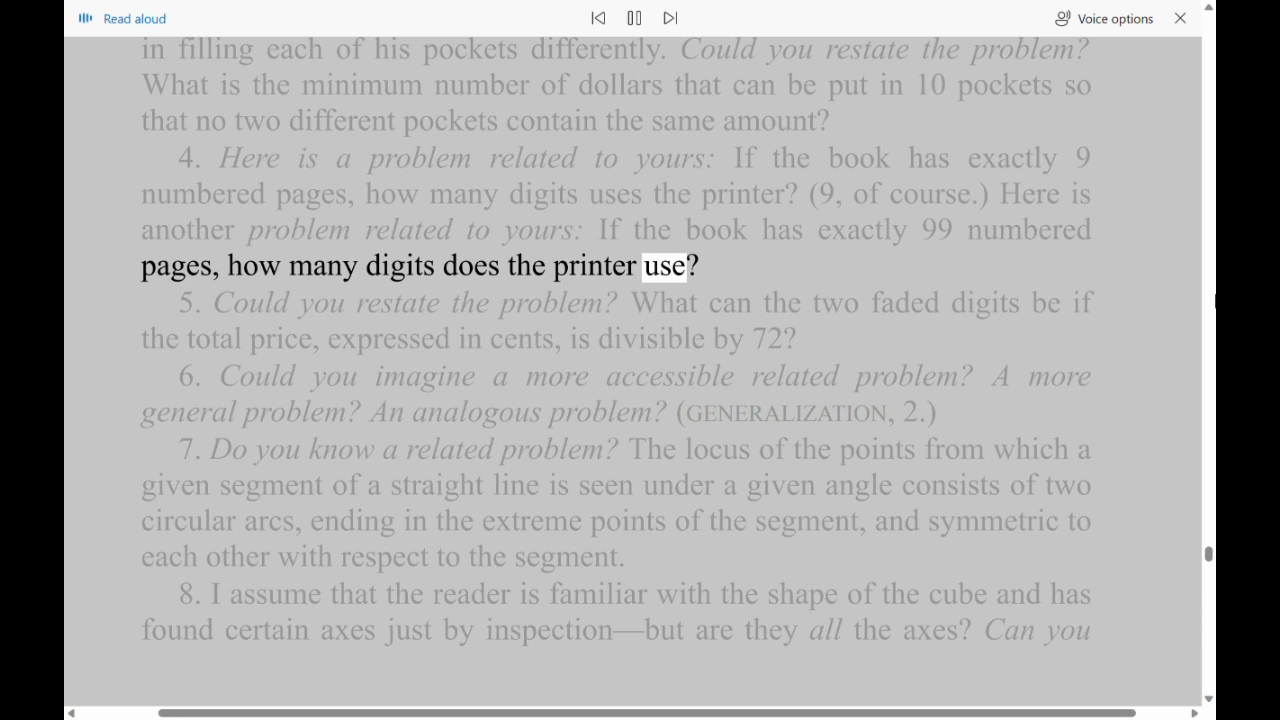 Read aloud
Voice options
in filling each of his pockets differently. Could you restate the problem?
What is the minimum number of dollars that can be put in 10 pockets so
that no two different pockets contain the same amount?
4. Here is a problem related to yours: If the book has exactly 9
numbered pages, how many digits uses the printer? (9, of course.) Here is
another problem related to yours: If the book has exactly 99 numbered
pages, how many digits does the printer use?
5. Could you restate the problem? What can the two faded digits be if
the total price, expressed in cents, is divisible by 72?
6. Could you imagine a more accessible related problem? A more
general problem? An analogous problem? (GENERALIZATION, 2.)
7. Do you know a related problem? The locus of the points from which a
given segment of a straight line is seen under a given angle consists of two
circular arcs, ending in the extreme points of the segment, and symmetric to
each other with respect to the segment.
8. I assume that the reader is familiar with the shape of the cube and has
found certain axes just by inspection—but are they all the axes? Can you